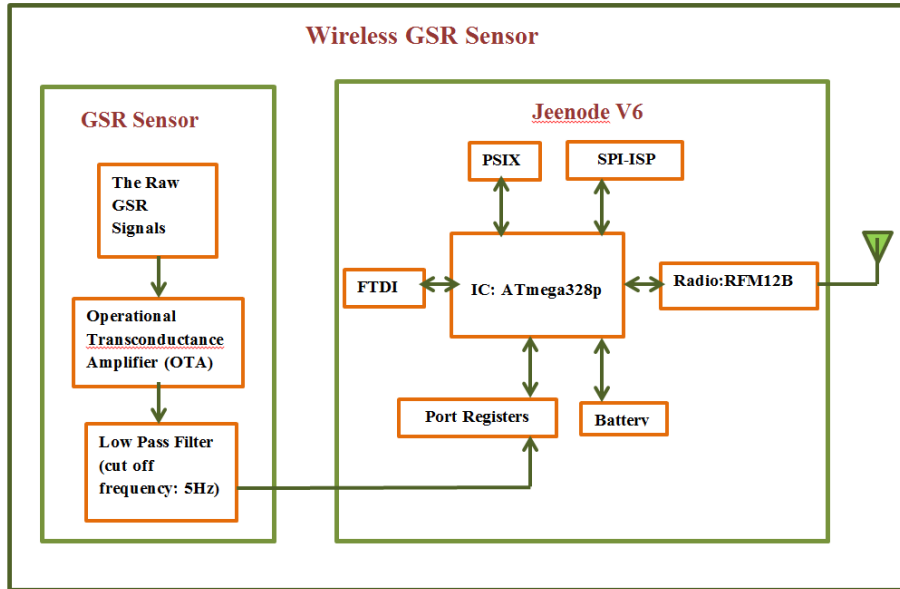 Wireless GSR Sensor
GSR Sensor
The Raw
GSR
Signals
Operational
Transconductance
Amplifier (OTA)
Low Pass Filter
(cut off
frequency: 5Hz)
Jeenode V6
PSIX
SPI-ISP
FTDI
IC: ATmega328p
Radio:RFM12B
Port Registers
Battery